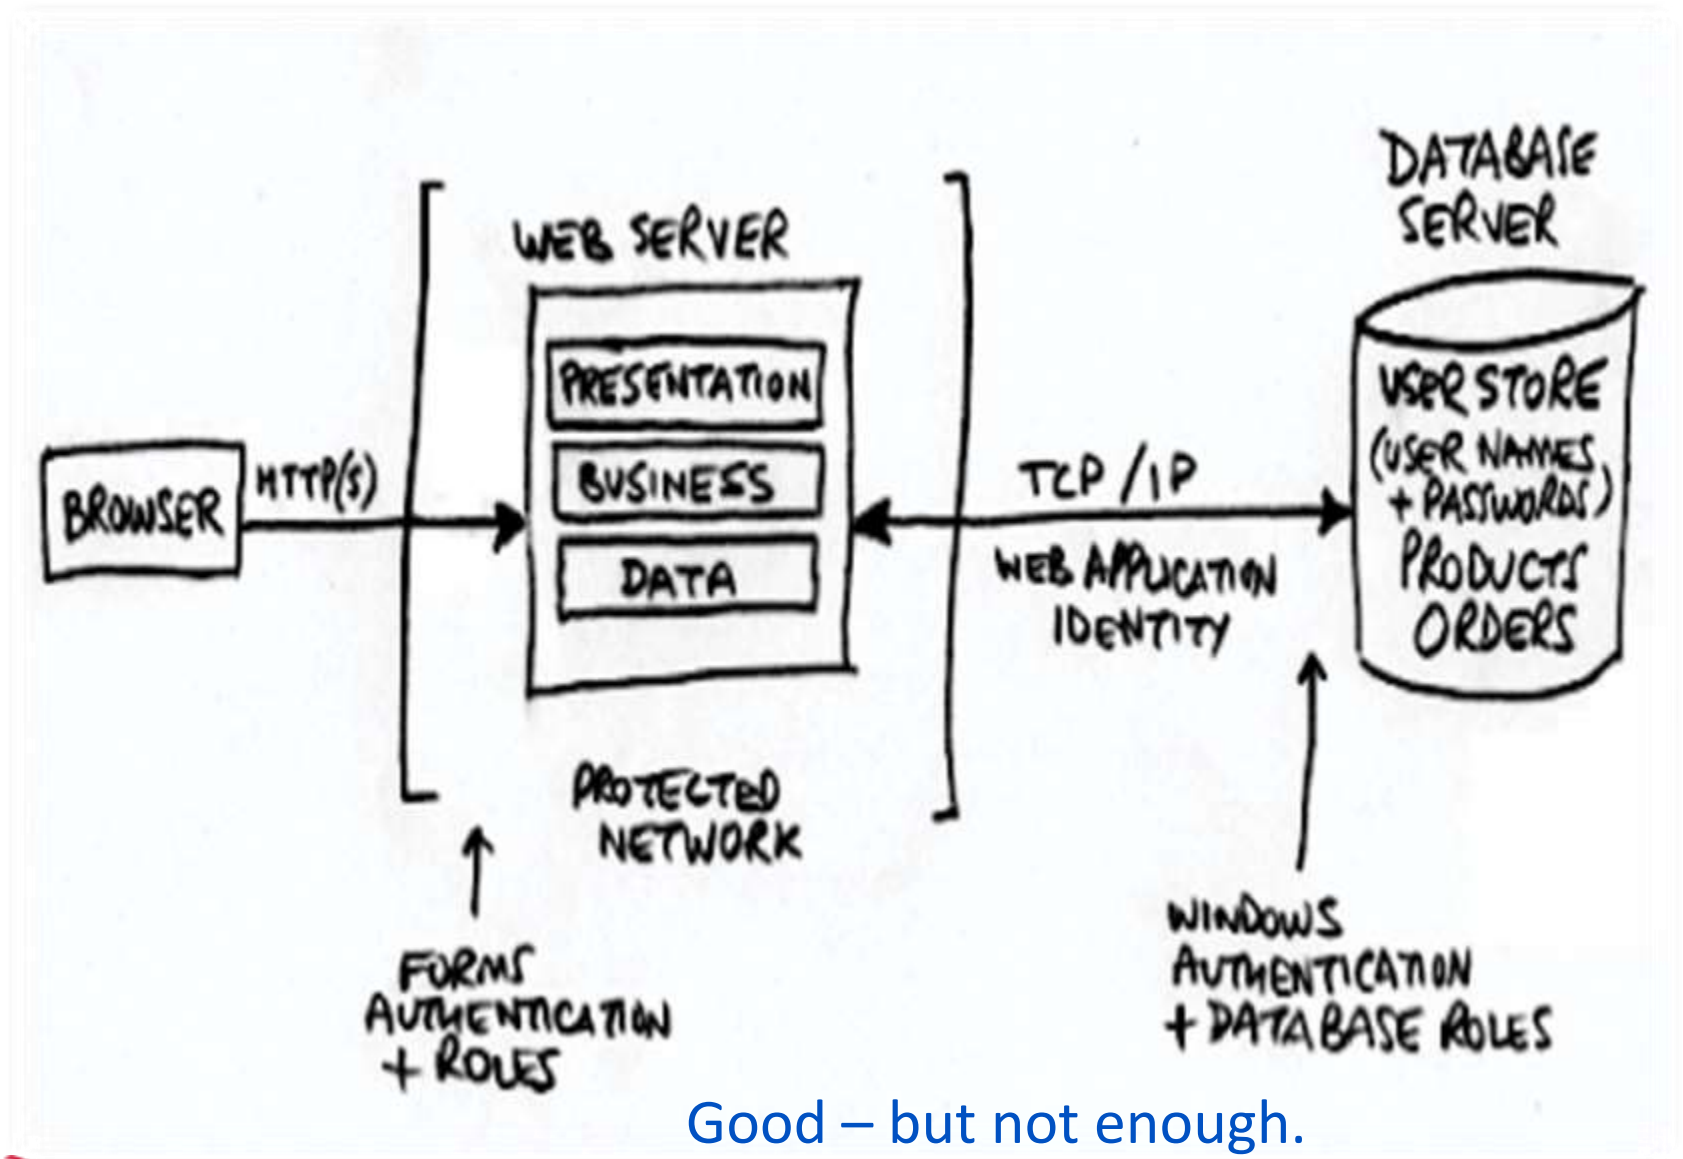 DATABASE
SERVER
WEB SERVER
PRESENTATION
BUSINESS
DATA
BROWSER
HTTP(S)
TCP/IP
WEB APPLICATION
IDENTITY
USER STORE
(USER NAMES
+ PASSWORDS)
PRODUCTS
ORDERS
PROTECTED
NETWORK
FORMS
AUTHENTICATION
+ ROLES
WINDOWS
AUTHENTICATION
+ DATABASE ROLES
Good – but not enough.